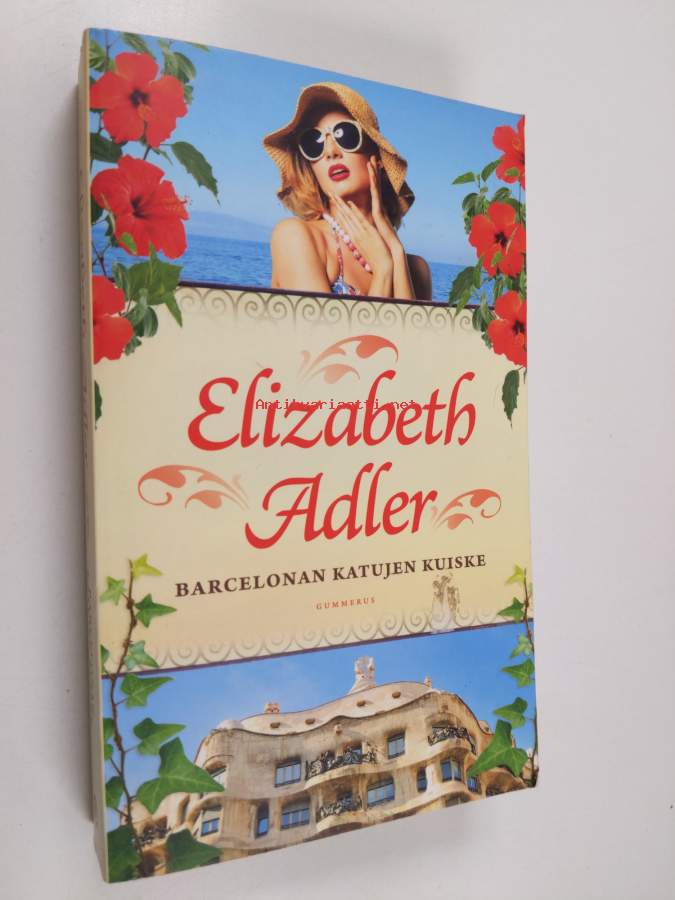 Elizabeth
Antikvariaatti.net
Adler
BARCELONAN KATUJEN KUISKE
GUMMERUS